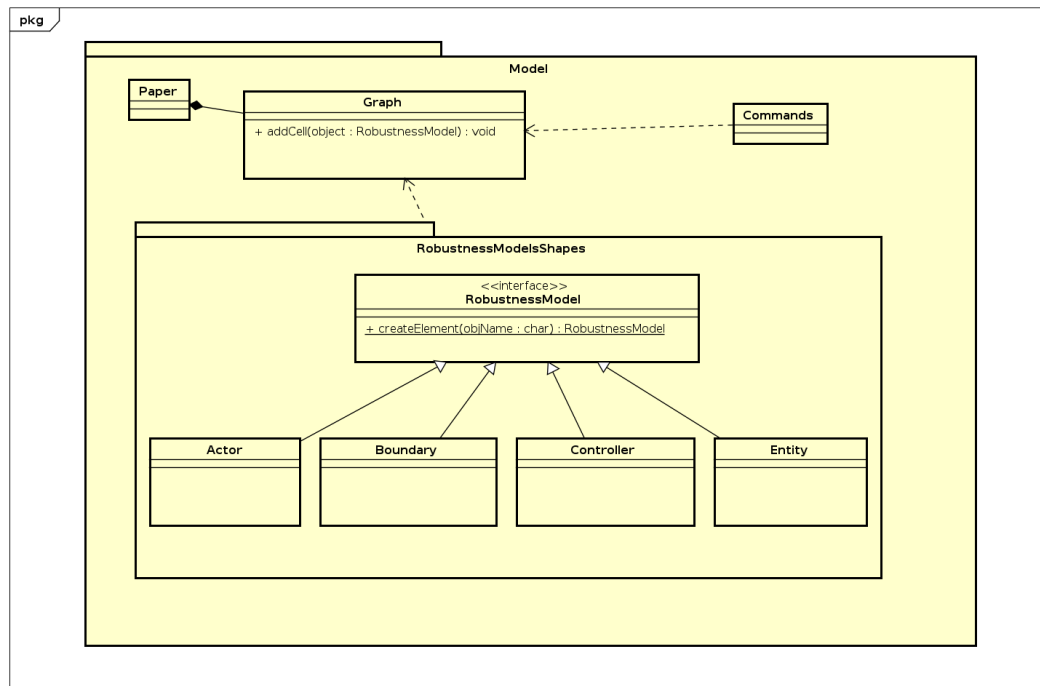 pkg
Model
Paper
Graph
+ addCell(object : RobustnessModel) : void
Commands
RobustnessModelsShapes
<<interface>>
RobustnessModel
+ createElement(objName : char) : RobustnessModel
Actor
Boundary
Controller
Entity